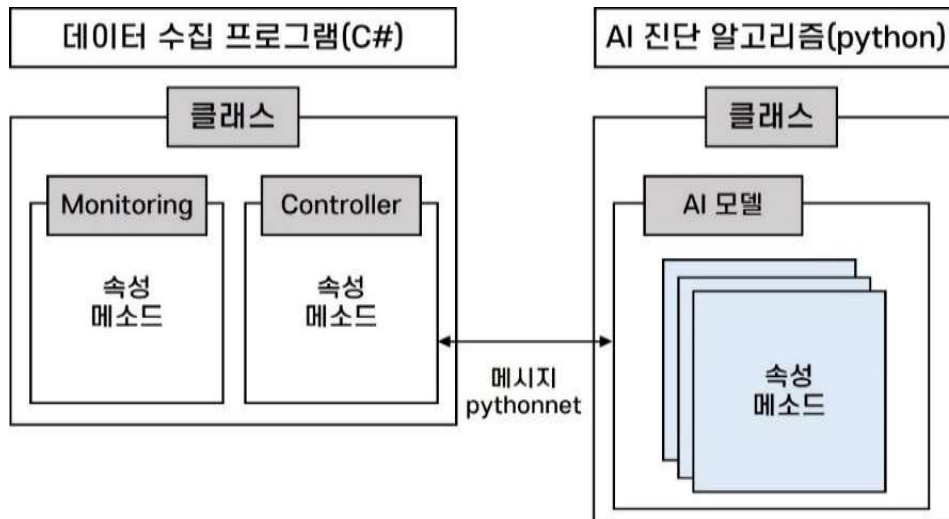 데이터 수집 프로그램(C#)
AI 진단 알고리즘(python)
클래스
클래스
Monitoring
Controller
AI 모델
속성
메소드
속성
메소드
메시지
pythonnet
속성
메소드